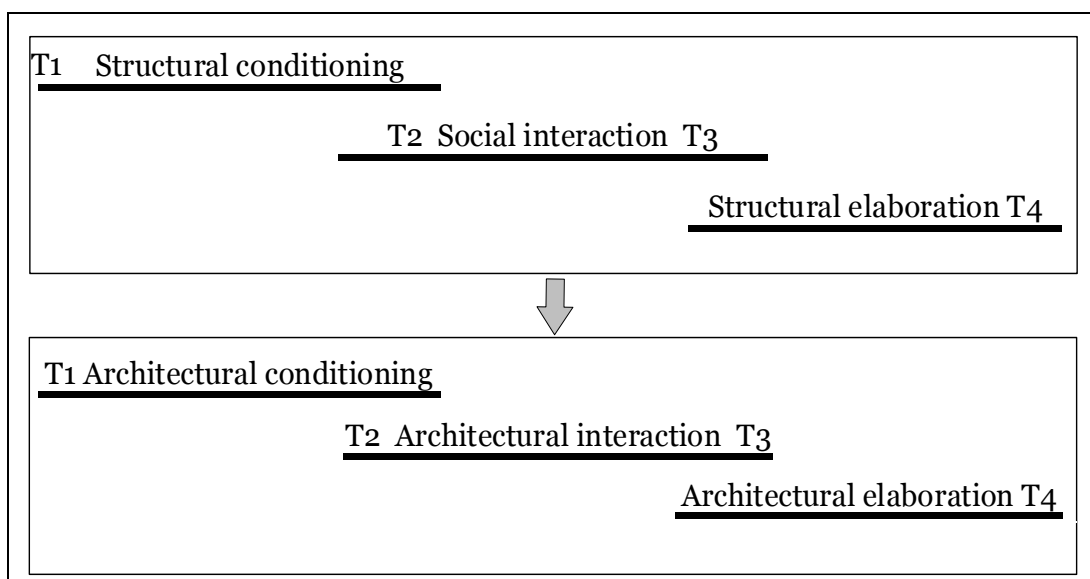 T1 Structural conditioning
T2 Social interaction T3
Structural elaboration T4
T1 Architectural conditioning
T2 Architectural interaction T3
Architectural elaboration T4